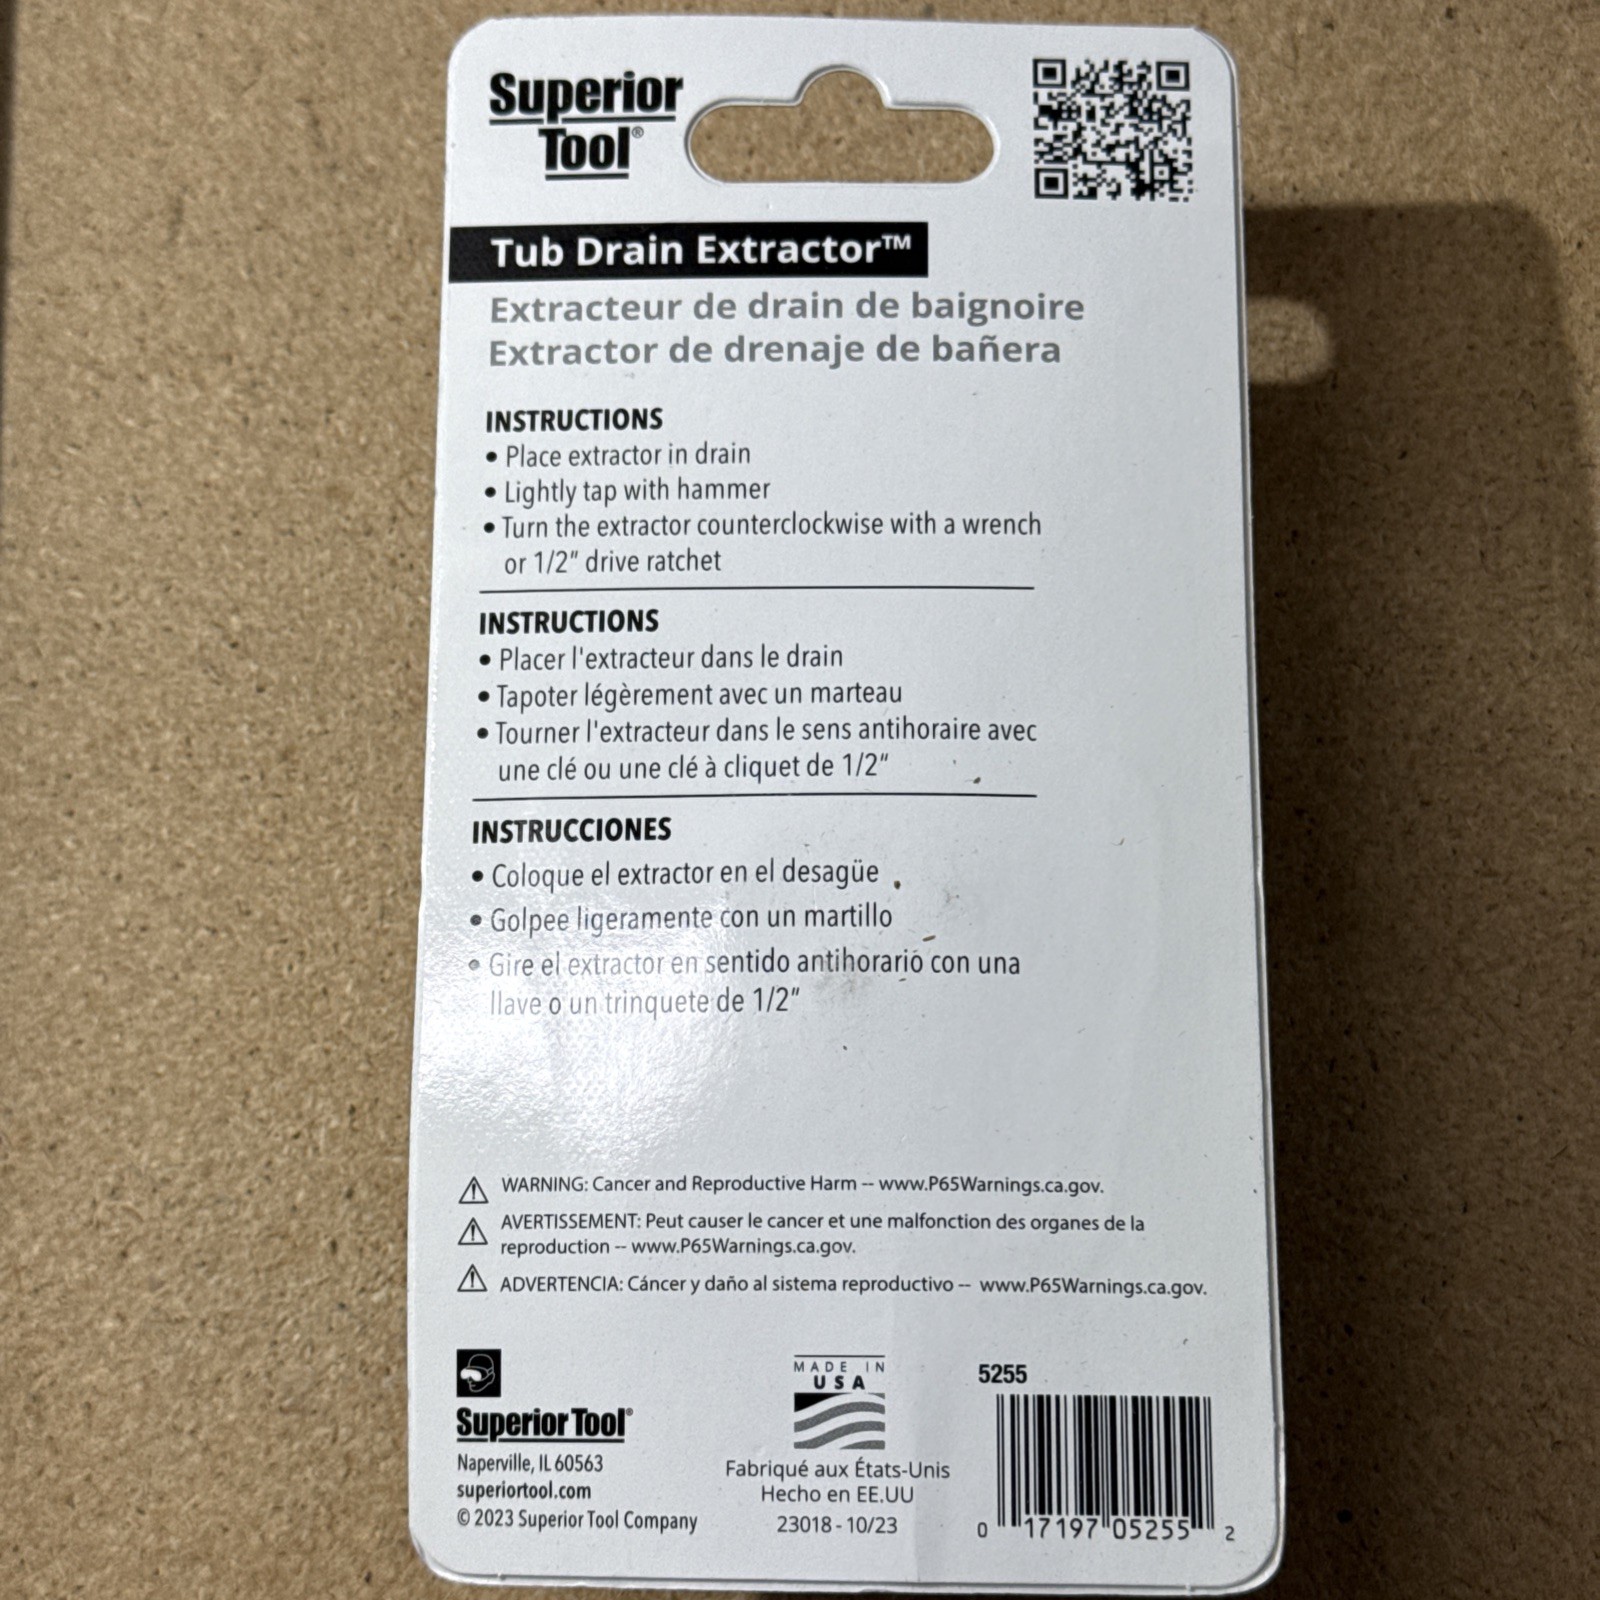 Superior
Tool®
Tub Drain Extractor™
Extracteur de drain de baignoire
Extractor de drenaje de bañera
INSTRUCTIONS
• Place extractor in drain
• Lightly tap with hammer
• Turn the extractor counterclockwise with a wrench
or 1/2" drive ratchet
INSTRUCTIONS
• Placer l'extracteur dans le drain
• Tapoter légèrement avec un marteau
• Tourner l'extracteur dans le sens antihoraire avec
une clé ou une clé à cliquet de 1/2"
INSTRUCCIONES
• Coloque el extractor en el desagüe
• Golpee ligeramente con un martillo
• Gire el extractor en sentido antihorario con una
llave o un trinquete de 1/2"
WARNING: Cancer and Reproductive Harm -- www.P65Warnings.ca.gov.
AVERTISSEMENT: Peut causer le cancer et une malfonction des organes de la
reproduction -- www.P65Warnings.ca.gov.
ADVERTENCIA: Cáncer y daño al sistema reproductivo -- www.P65Warnings.ca.gov.
Superior Tool®
Naperville, IL 60563
superiortool.com
© 2023 Superior Tool Company
MADE IN
USA
Fabriqué aux États-Unis
Hecho en EE.UU
23018 - 10/23
5255
0 17197 05255 2